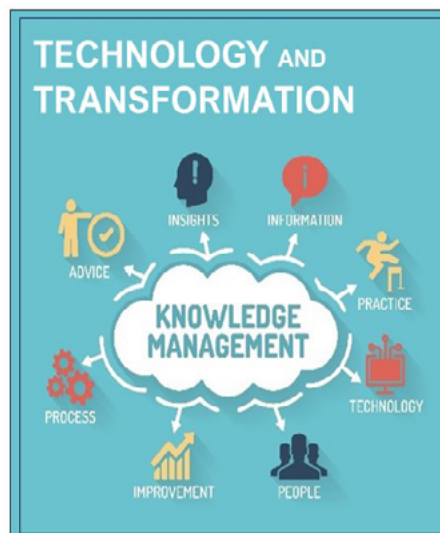 TECHNOLOGY AND
TRANSFORMATION
INSIGHTS
INFORMATION
ADVICE
PRACTICE
KNOWLEDGE
MANAGEMENT
PROCESS
TECHNOLOGY
IMPROVEMENT
PEOPLE